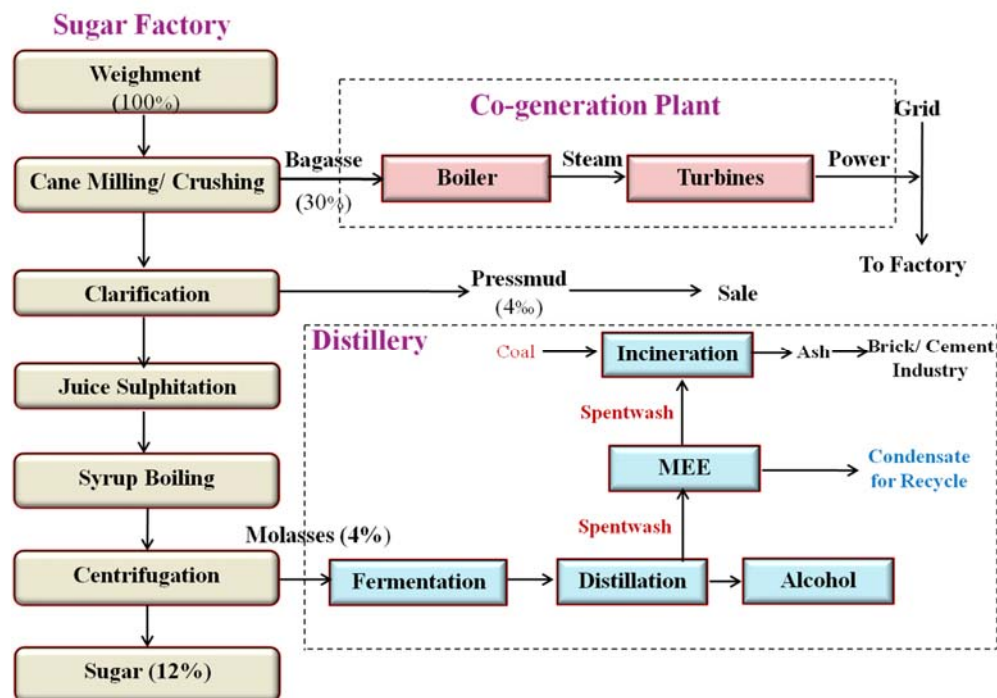 Sugar Factory
Weighment
(100%)
Co-generation Plant
Grid
Cane Milling/ Crushing
Bagasse
(30%)
Boiler
Steam
Turbines
Power
To Factory
Clarification
Pressmud
(4‰)
Sale
Distillery
Coal
Incineration
Ash
Brick/ Cement
Industry
Juice Sulphitation
Spentwash
Syrup Boiling
MEE
Condensate
for Recycle
Spentwash
Molasses (4%)
Centrifugation
Fermentation
Distillation
Alcohol
Sugar (12%)